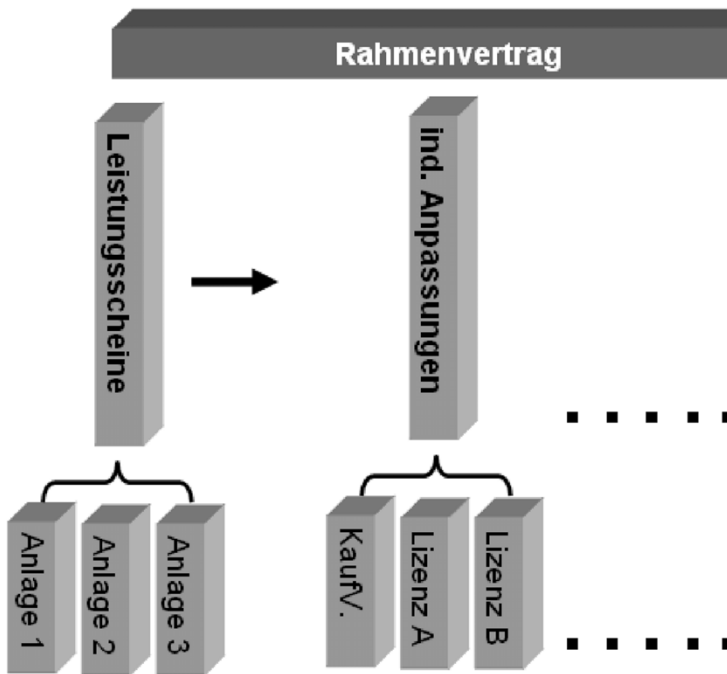 Rahmenvertrag
Leistungsscheine
ind. Anpassungen
Anlage 1
Anlage 2
Anlage 3
KaufV.
Lizenz A
Lizenz B